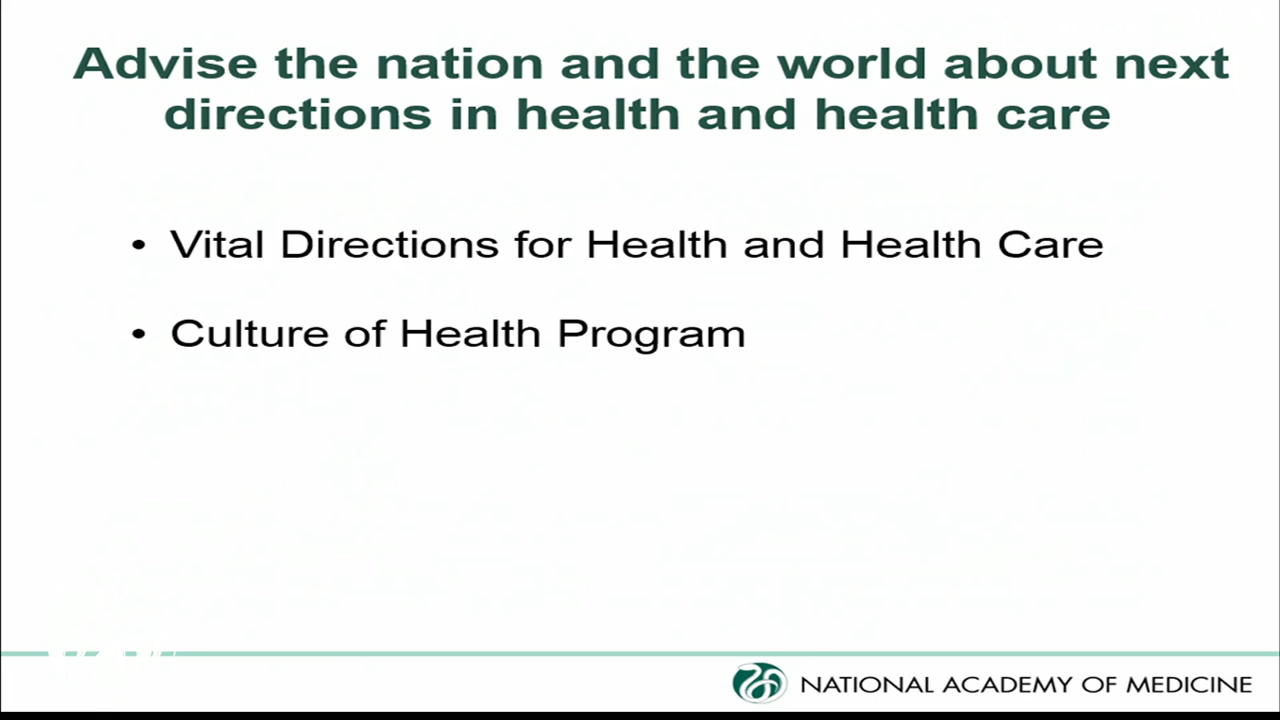 Advise the nation and the world about next
directions in health and health care
• Vital Directions for Health and Health Care
• Culture of Health Program
NATIONAL ACADEMY OF MEDICINE